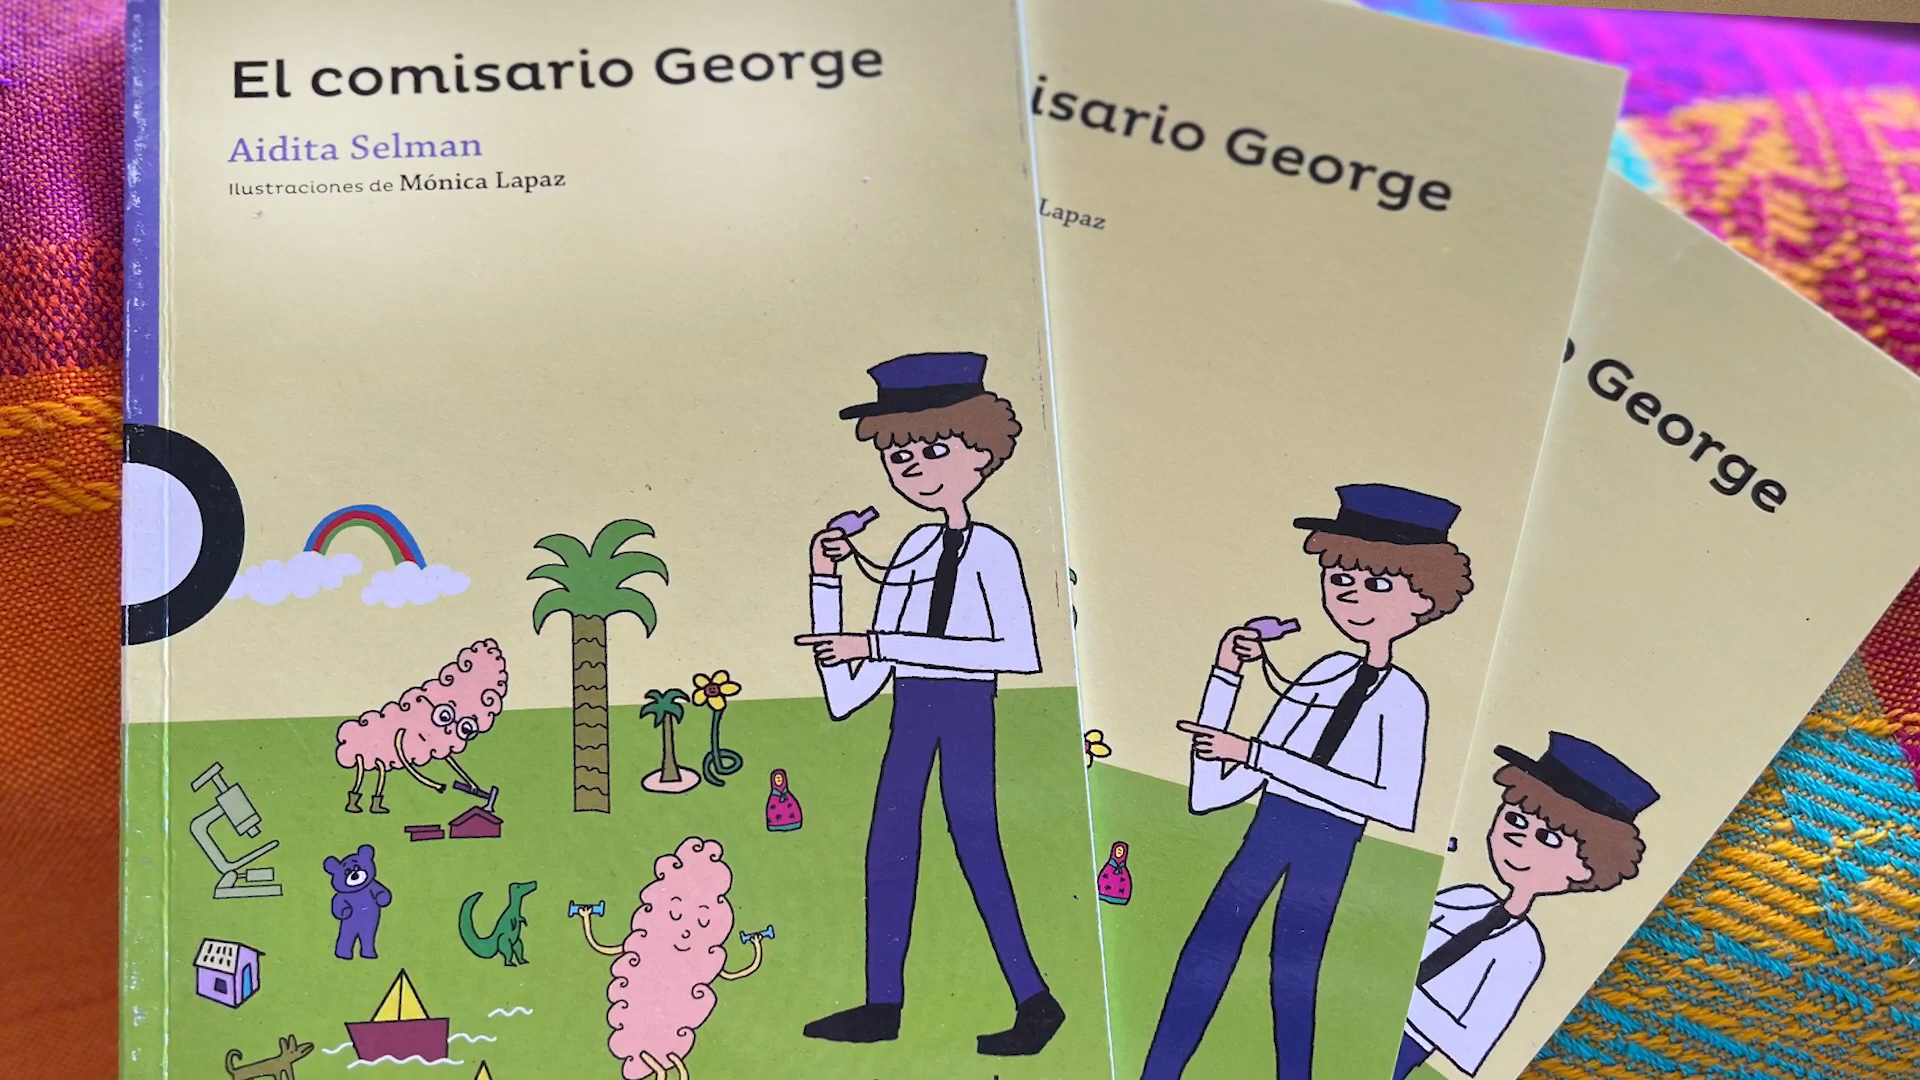 El comisario George
Aidita Selman
Ilustraciones de Mónica Lapaz
isario George
Lapaz
o George